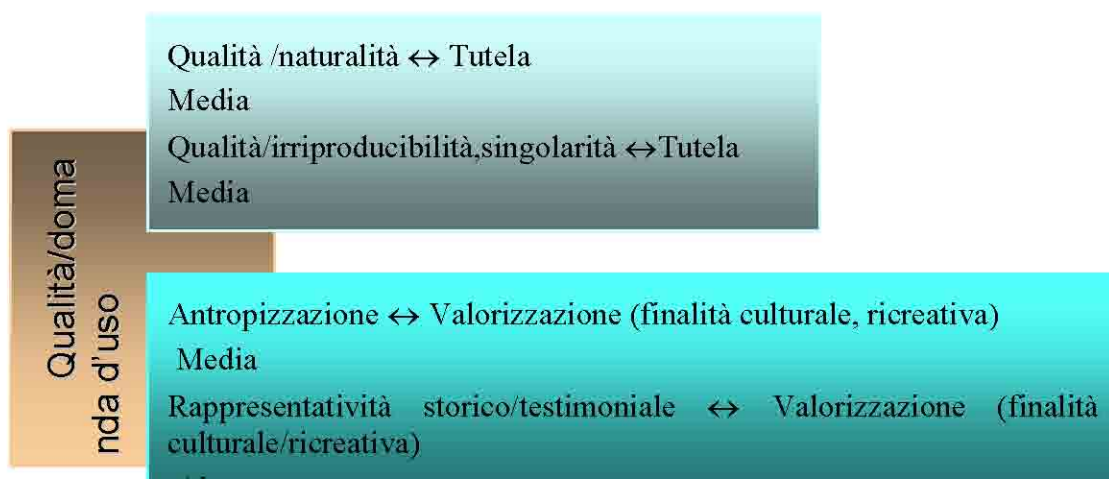 Qualità/doma
nda d'uso
Qualità /naturalità ↔ Tutela
Media
Qualità/irriproducibilità,singolarità ↔Tutela
Media
Antropizzazione ↔ Valorizzazione (finalità culturale, ricreativa)
Media
Rappresentatività storico/testimoniale ↔ Valorizzazione (finalità
culturale/ricreativa)